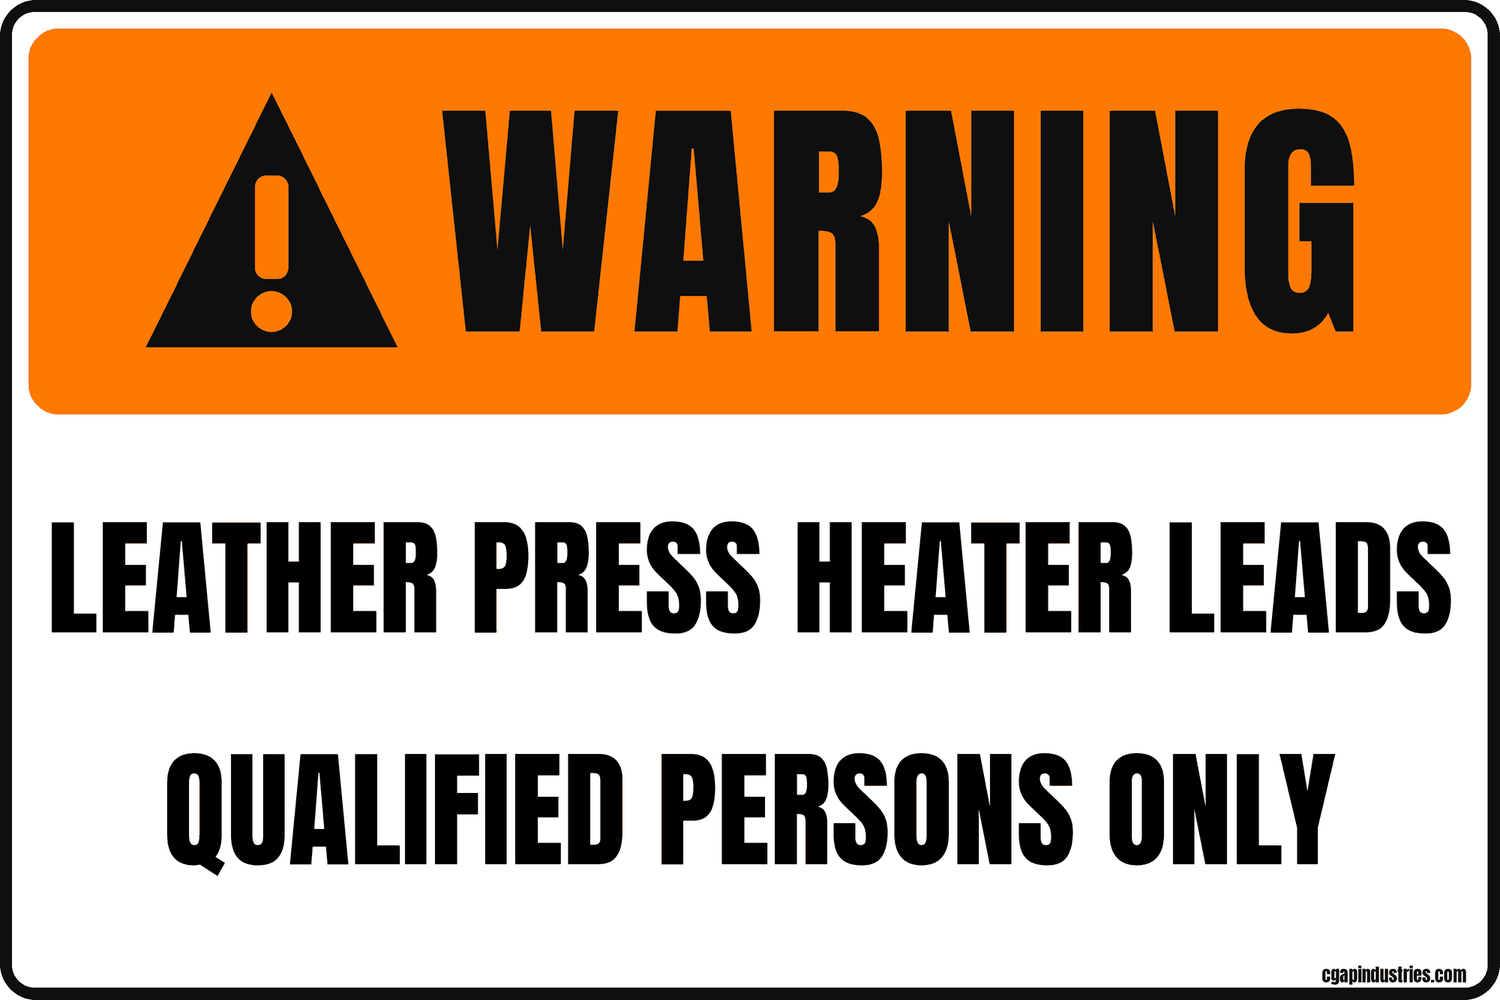 WARNING
LEATHER PRESS HEATER LEADS
QUALIFIED PERSONS ONLY
cgapindustries.com